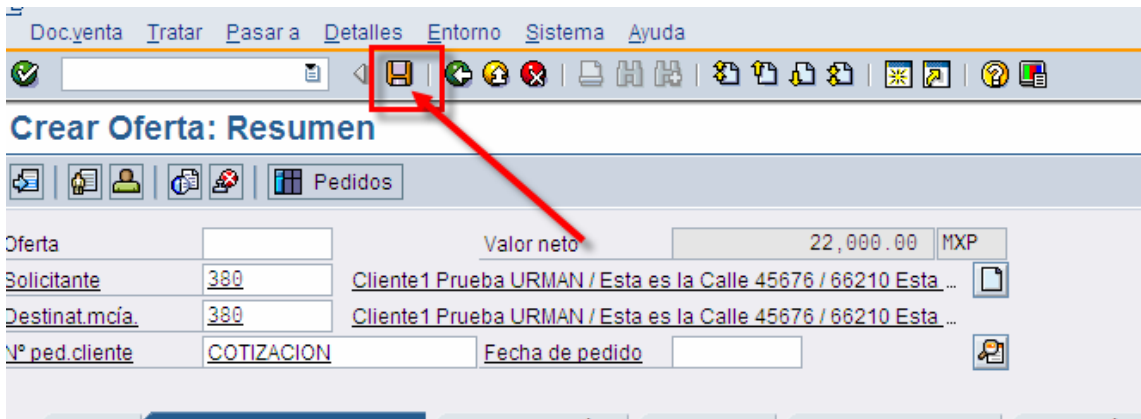 Doc.venta Tratar Pasar a Detalles Entorno Sistema Ayuda
Crear Oferta: Resumen
Pedidos
Oferta Valor neto 22,000.00 MXP
Solicitante 380 Cliente1 Prueba URMAN / Esta es la Calle 45676 / 66210 Esta ...
Destinat.mcía. 380 Cliente1 Prueba URMAN / Esta es la Calle 45676 / 66210 Esta ...
Nº ped.cliente COTIZACION Fecha de pedido